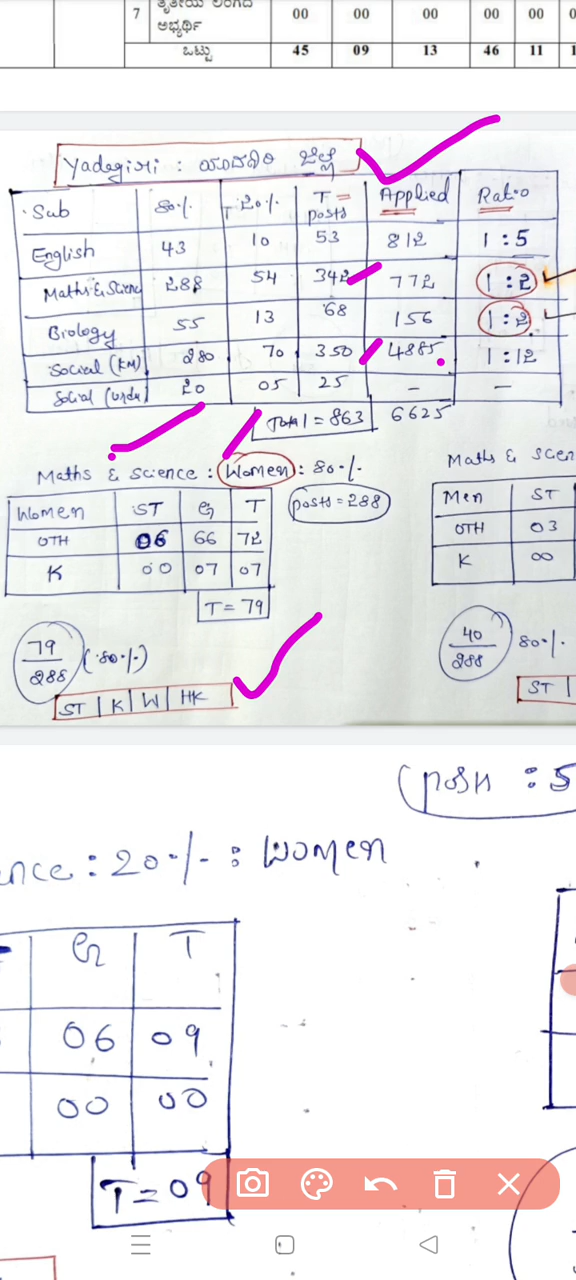 7 ತೃತೀಯ ಲಿಂಗದ ಅಭ್ಯರ್ಥಿ 00 00 00 00 00
ಒಟ್ಟು 45 09 13 46 11
Yadagiri : ಯಾದಗಿರಿ ಜಿಲ್ಲೆ
Sub 80% 20% T = posts Applied Ratio
English 43 10 53 812 1 : 5
Maths & Science 288 54 342 772 1 : 2
Biology 55 13 68 156 1 : 2
Social (KM) 280 70 350 4885 1 : 12
Social (Urdu) 20 05 25 - -
Total = 863 6625
Maths & Science : Women : 80% Maths & Scien
posts = 288
Women ST G T Men ST
OTH 06 66 72 OTH 03
K 00 07 07 K 00
T = 79
79/288 (80%) 40/288 80%
ST | K | W | HK ST |
(posts : 5
ence : 20% : Women
G T
06 09
00 00
T = 09